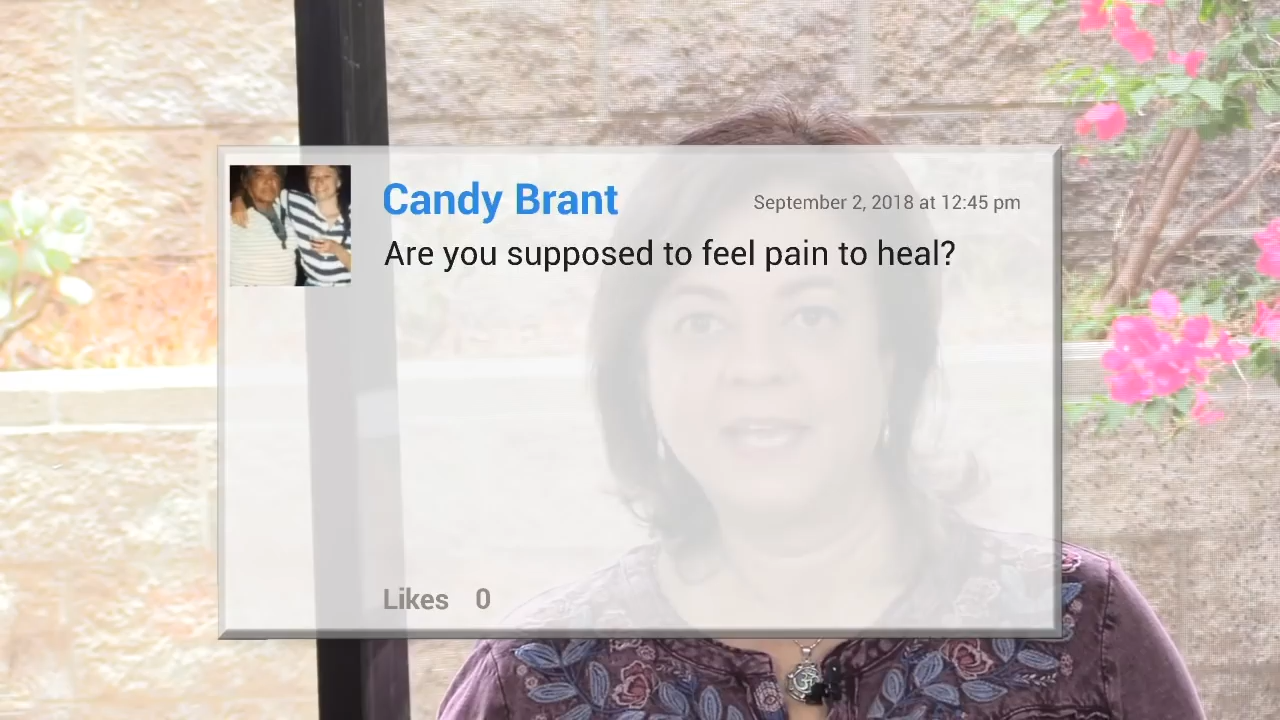 Candy Brant
September 2, 2018 at 12:45 pm
Are you supposed to feel pain to heal?
Likes 0